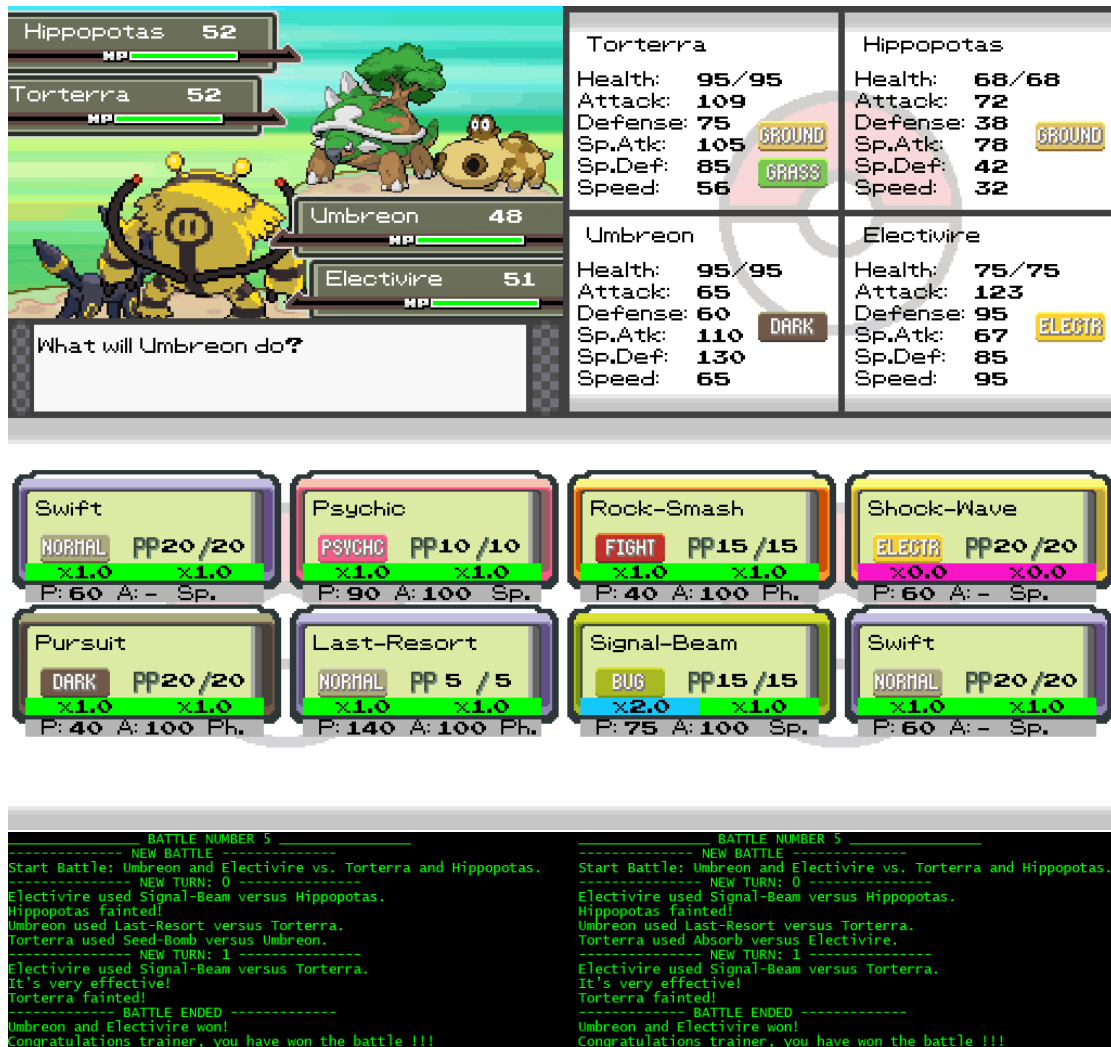 Hippopotas 52
HP
Torterra 52
HP
Umbreon 48
HP
Electivire 51
HP
What will Umbreon do?
Torterra
Health: 95/95
Attack: 109
Defense: 75
Sp.Atk: 105
Sp.Def: 85
Speed: 56
GROUND
GRASS
Hippopotas
Health: 68/68
Attack: 72
Defense: 38
Sp.Atk: 78
Sp.Def: 42
Speed: 32
GROUND
Umbreon
Health: 95/95
Attack: 65
Defense: 60
Sp.Atk: 110
Sp.Def: 130
Speed: 65
DARK
Electivire
Health: 75/75
Attack: 123
Defense: 95
Sp.Atk: 67
Sp.Def: 85
Speed: 95
ELECTR
Swift
NORMAL PP20/20
x1.0 x1.0
P: 60 A: - Sp.
Psychic
PSYCHC PP10/10
x1.0 x1.0
P: 90 A: 100 Sp.
Rock-Smash
FIGHT PP15/15
x1.0 x1.0
P: 40 A: 100 Ph.
Shock-Wave
ELECTR PP20/20
x0.0 x0.0
P: 60 A: - Sp.
Pursuit
DARK PP20/20
x1.0 x1.0
P: 40 A: 100 Ph.
Last-Resort
NORMAL PP 5 / 5
x1.0 x1.0
P: 140 A: 100 Ph.
Signal-Beam
BUG PP15/15
x2.0 x1.0
P: 75 A: 100 Sp.
Swift
NORMAL PP20/20
x1.0 x1.0
P: 60 A: - Sp.
_________________ BATTLE NUMBER 5 _________________
-------------- NEW BATTLE --------------
Start Battle: Umbreon and Electivire vs. Torterra and Hippopotas.
--------------- NEW TURN: 0 ---------------
Electivire used Signal-Beam versus Hippopotas.
Hippopotas fainted!
Umbreon used Last-Resort versus Torterra.
Torterra used Seed-Bomb versus Umbreon.
--------------- NEW TURN: 1 ---------------
Electivire used Signal-Beam versus Torterra.
It's very effective!
Torterra fainted!
------------- BATTLE ENDED -------------
Umbreon and Electivire won!
Congratulations trainer, you have won the battle !!!
_________________ BATTLE NUMBER 5 _________________
-------------- NEW BATTLE --------------
Start Battle: Umbreon and Electivire vs. Torterra and Hippopotas.
--------------- NEW TURN: 0 ---------------
Electivire used Signal-Beam versus Hippopotas.
Hippopotas fainted!
Umbreon used Last-Resort versus Torterra.
Torterra used Absorb versus Electivire.
--------------- NEW TURN: 1 ---------------
Electivire used Signal-Beam versus Torterra.
It's very effective!
Torterra fainted!
------------- BATTLE ENDED -------------
Umbreon and Electivire won!
Congratulations trainer, you have won the battle !!!